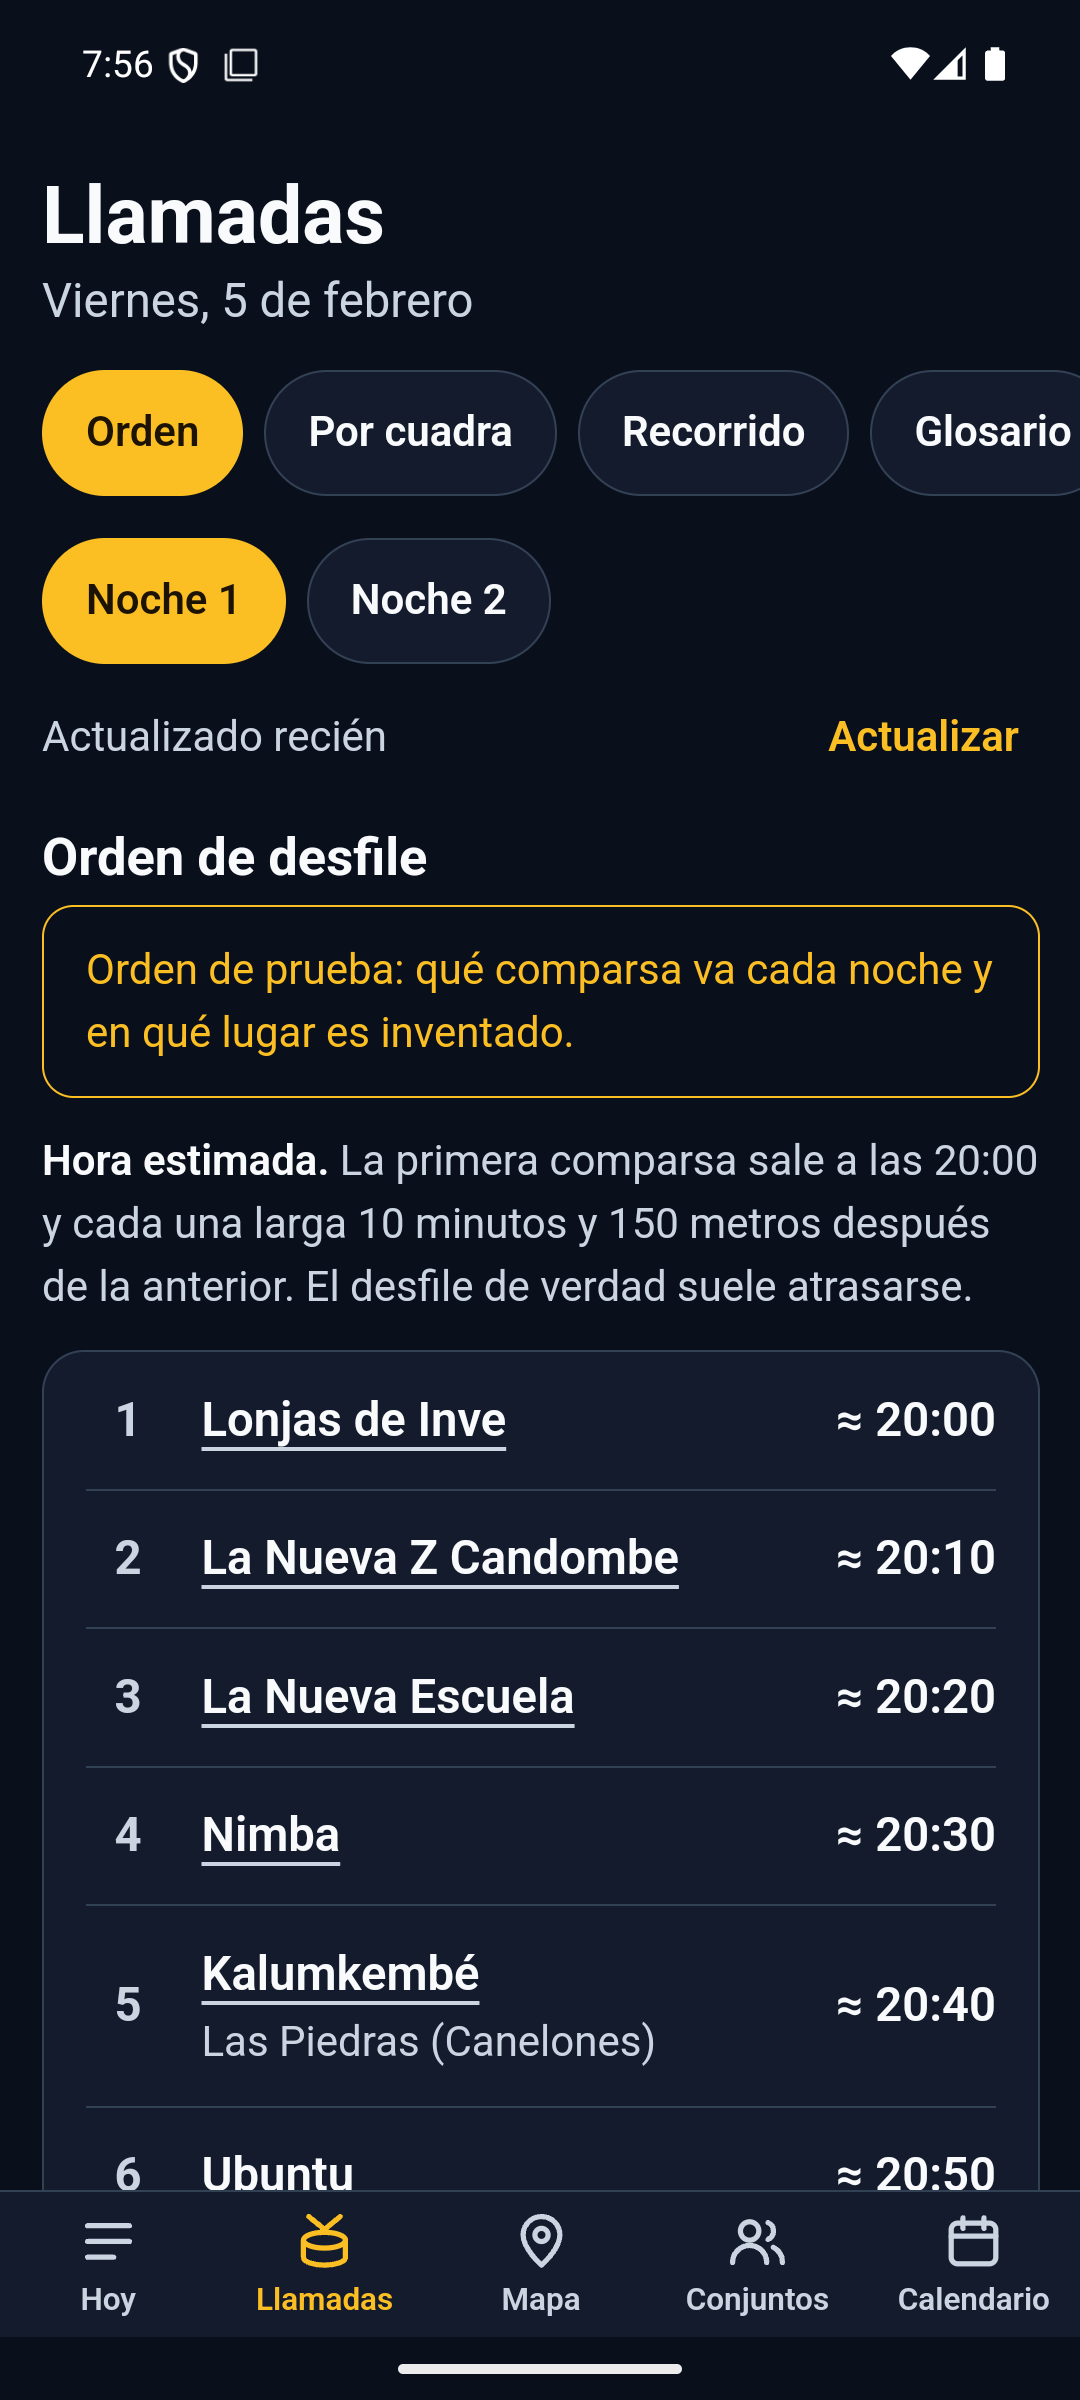 7:56
Llamadas
Viernes, 5 de febrero
Orden
Por cuadra
Recorrido
Glosario
Noche 1
Noche 2
Actualizado recién
Actualizar
Orden de desfile
Orden de prueba: qué comparsa va cada noche y
en qué lugar es inventado.
Hora estimada. La primera comparsa sale a las 20:00
y cada una larga 10 minutos y 150 metros después
de la anterior. El desfile de verdad suele atrasarse.
1 Lonjas de Inve ≈ 20:00
2 La Nueva Z Candombe ≈ 20:10
3 La Nueva Escuela ≈ 20:20
4 Nimba ≈ 20:30
5 Kalumkembé ≈ 20:40
Las Piedras (Canelones)
6 Ubuntu ≈ 20:50
Hoy
Llamadas
Mapa
Conjuntos
Calendario